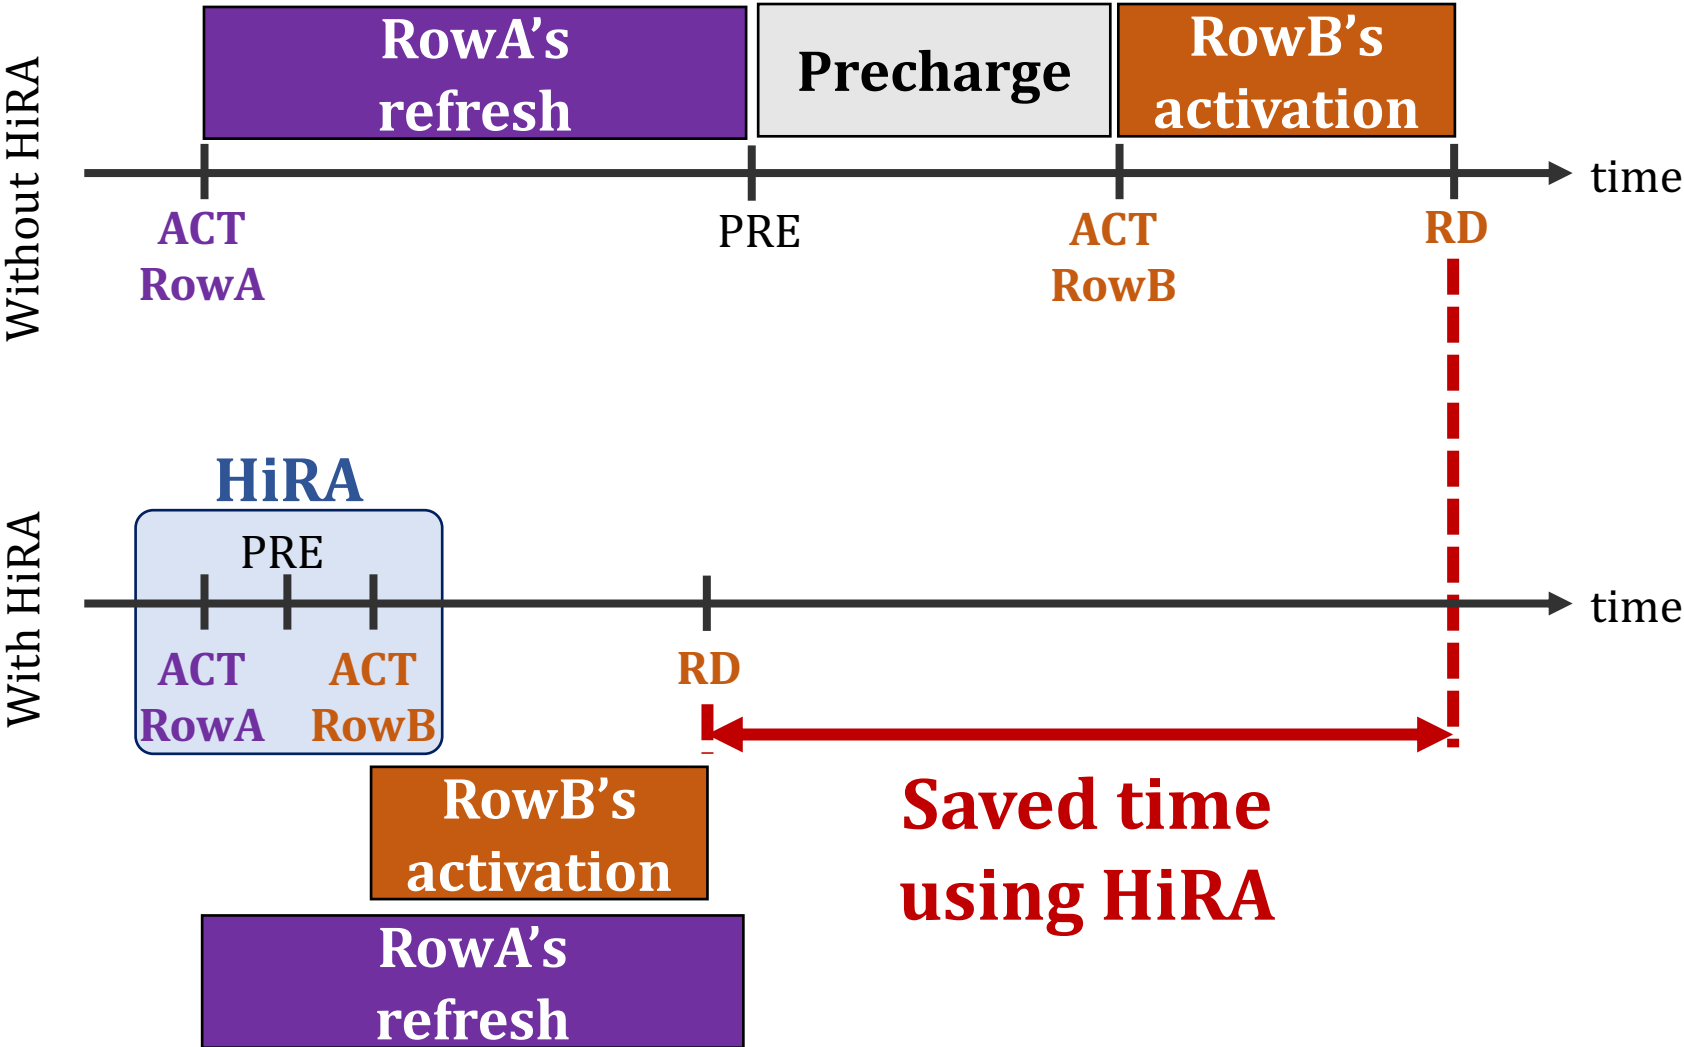 Without HiRA
RowA’s
refresh
Precharge
RowB’s
activation
time
ACT
RowA
PRE
ACT
RowB
RD
With HiRA
HiRA
PRE
time
ACT
RowA
ACT
RowB
RD
RowB’s
activation
Saved time
using HiRA
RowA’s
refresh